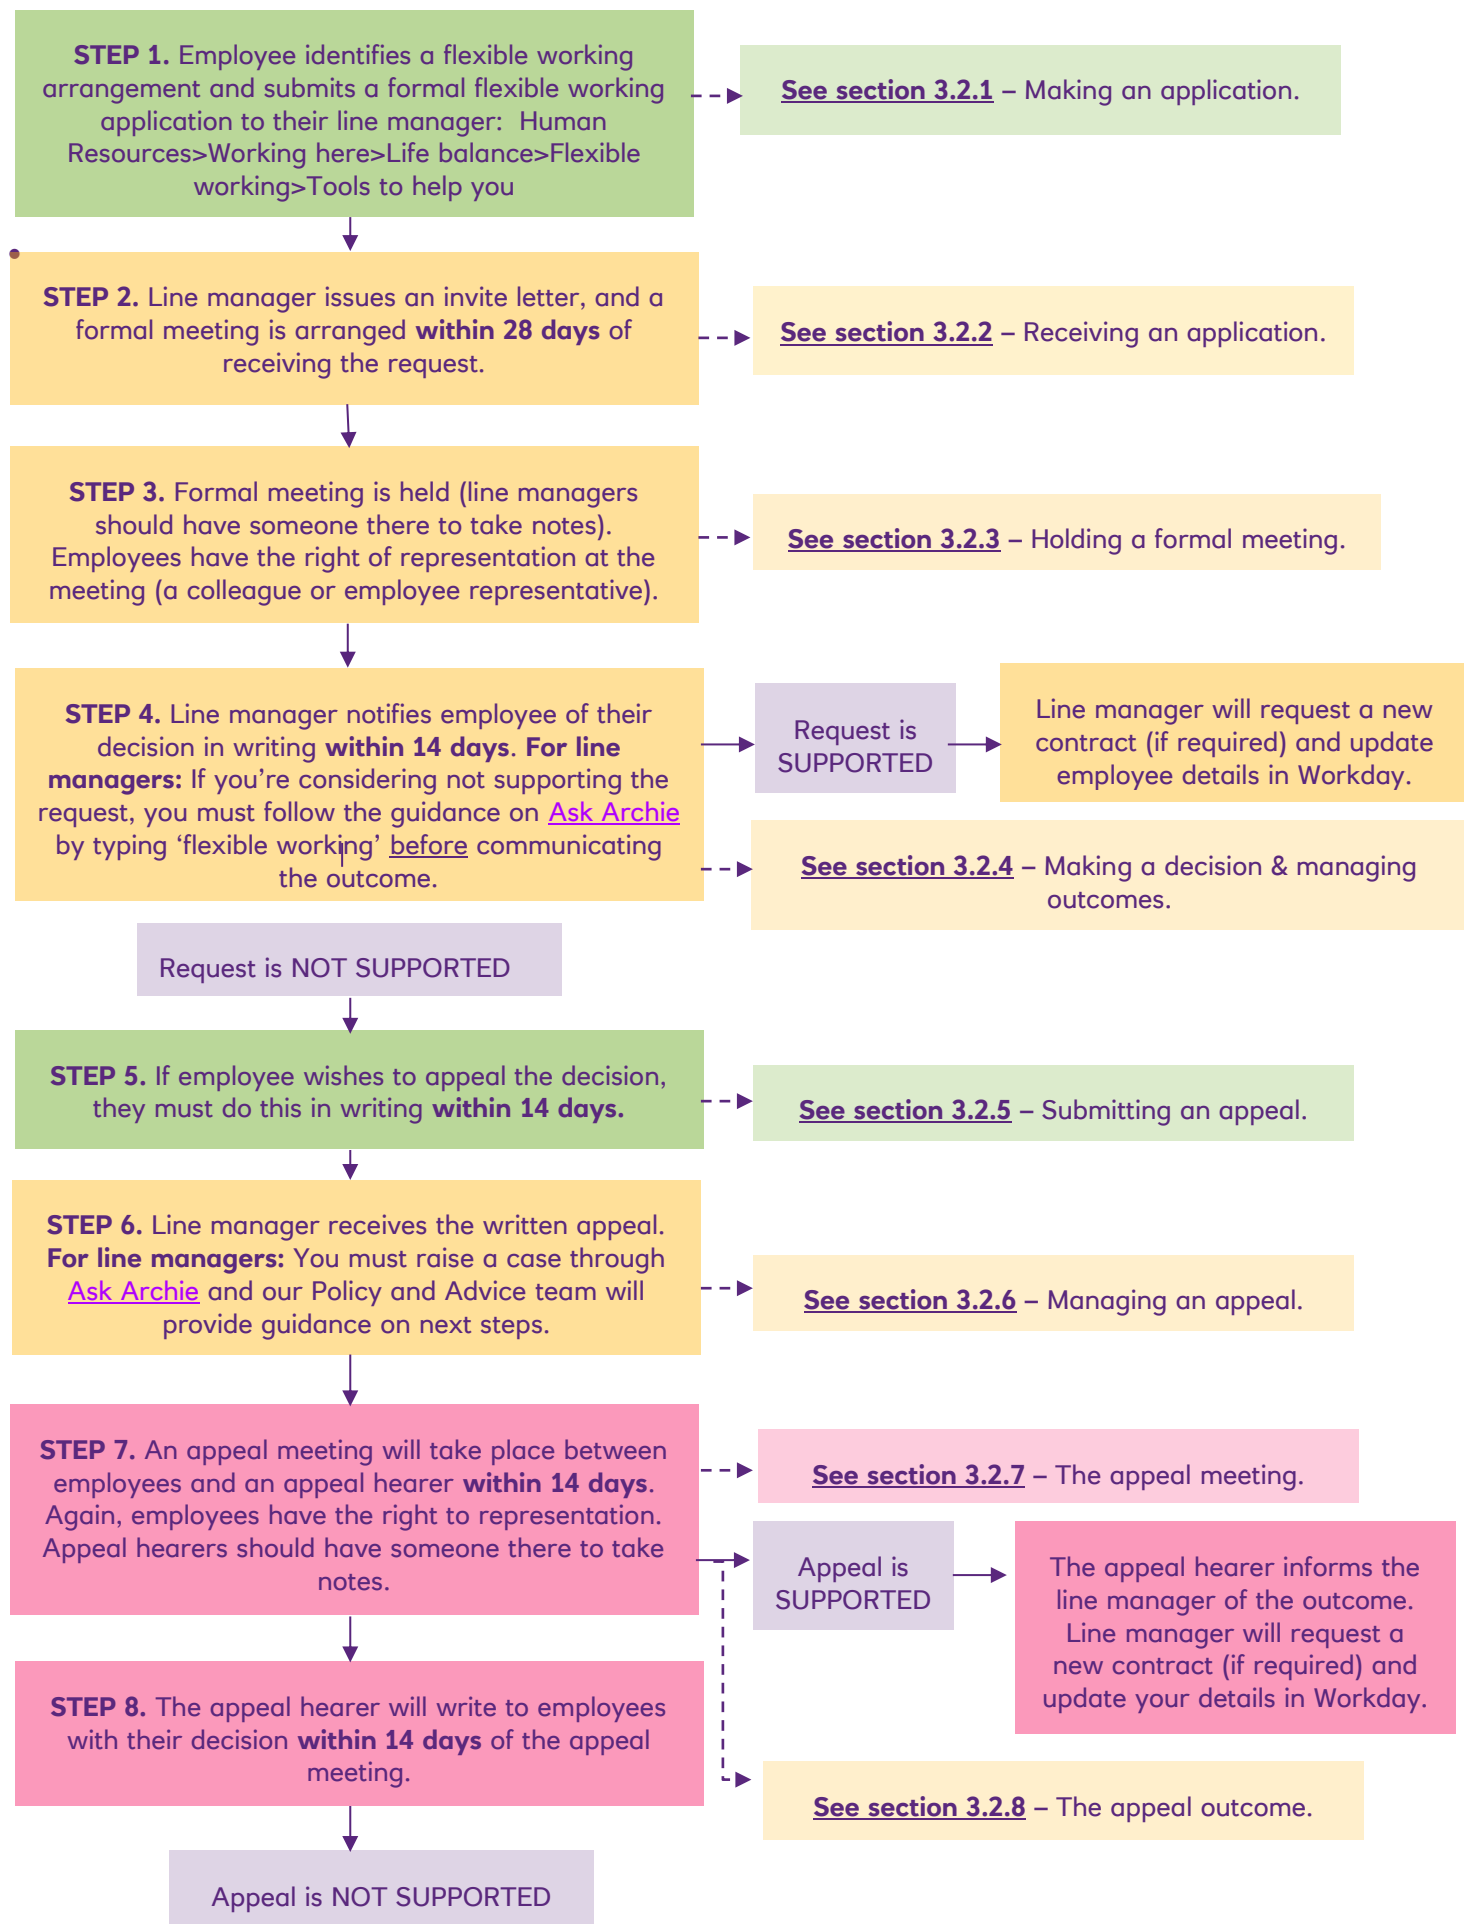 STEP 1. Employee identifies a flexible working
arrangement and submits a formal flexible working
application to their line manager: Human
Resources>Working here>Life balance>Flexible
working>Tools to help you
See section 3.2.1 – Making an application.
STEP 2. Line manager issues an invite letter, and a
formal meeting is arranged within 28 days of
receiving the request.
See section 3.2.2 – Receiving an application.
STEP 3. Formal meeting is held (line managers
should have someone there to take notes).
Employees have the right of representation at the
meeting (a colleague or employee representative).
See section 3.2.3 – Holding a formal meeting.
STEP 4. Line manager notifies employee of their
decision in writing within 14 days. For line
managers: If you’re considering not supporting the
request, you must follow the guidance on Ask Archie
by typing ‘flexible working’ before communicating
the outcome.
Request is
SUPPORTED
Line manager will request a new
contract (if required) and update
employee details in Workday.
See section 3.2.4 – Making a decision & managing
outcomes.
Request is NOT SUPPORTED
STEP 5. If employee wishes to appeal the decision,
they must do this in writing within 14 days.
See section 3.2.5 – Submitting an appeal.
STEP 6. Line manager receives the written appeal.
For line managers: You must raise a case through
Ask Archie and our Policy and Advice team will
provide guidance on next steps.
See section 3.2.6 – Managing an appeal.
STEP 7. An appeal meeting will take place between
employees and an appeal hearer within 14 days.
Again, employees have the right to representation.
Appeal hearers should have someone there to take
notes.
See section 3.2.7 – The appeal meeting.
Appeal is
SUPPORTED
The appeal hearer informs the
line manager of the outcome.
Line manager will request a
new contract (if required) and
update your details in Workday.
STEP 8. The appeal hearer will write to employees
with their decision within 14 days of the appeal
meeting.
See section 3.2.8 – The appeal outcome.
Appeal is NOT SUPPORTED